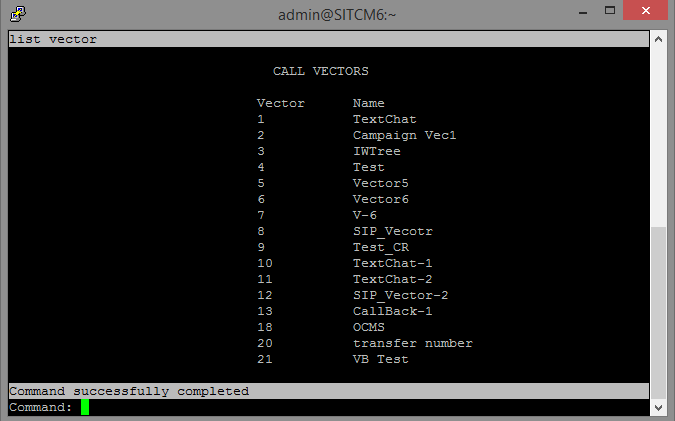 admin@SITCM6:~
list vector
CALL VECTORS
Vector Name
1 TextChat
2 Campaign Vec1
3 IWTree
4 Test
5 Vector5
6 Vector6
7 V-6
8 SIP_Vecotr
9 Test_CR
10 TextChat-1
11 TextChat-2
12 SIP_Vector-2
13 CallBack-1
18 OCMS
20 transfer number
21 VB Test
Command successfully completed
Command: